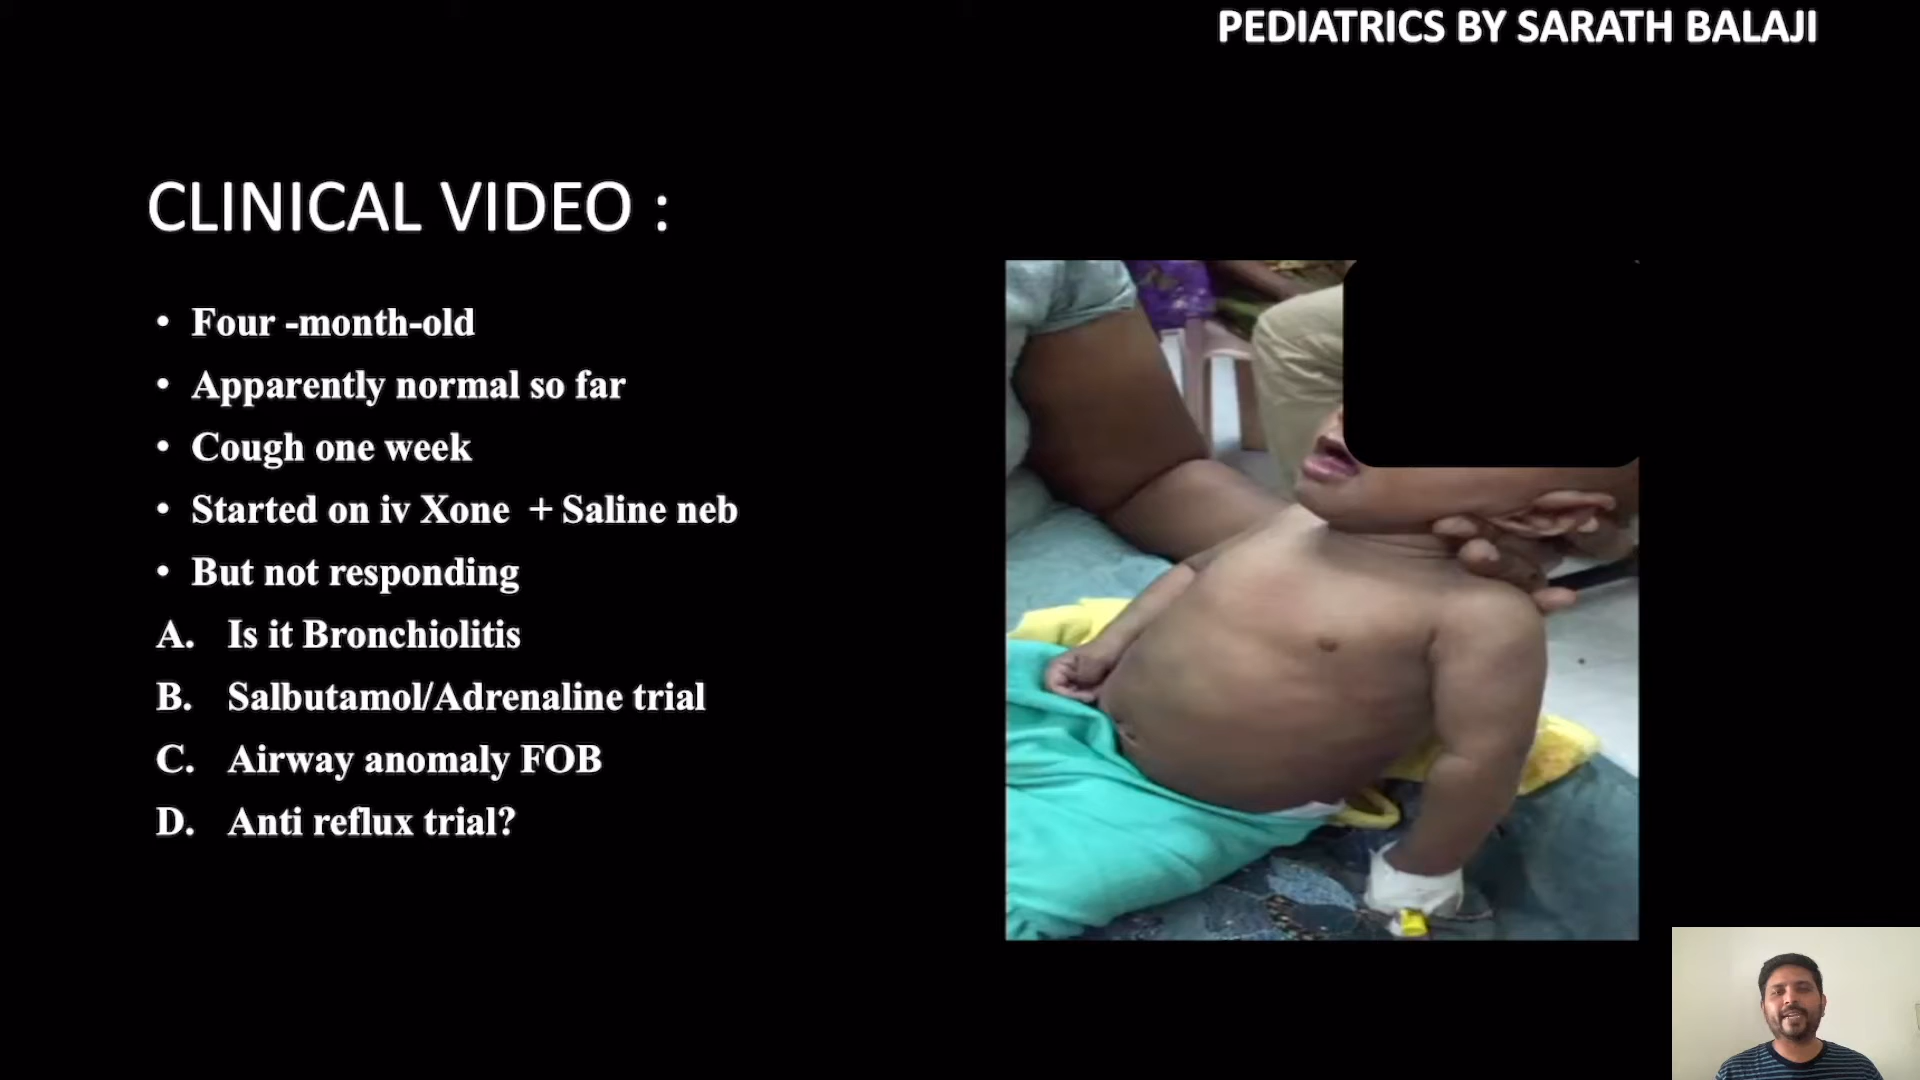 PEDIATRICS BY SARATH BALAJI
CLINICAL VIDEO :
• Four -month-old
• Apparently normal so far
• Cough one week
• Started on iv Xone + Saline neb
• But not responding
A. Is it Bronchiolitis
B. Salbutamol/Adrenaline trial
C. Airway anomaly FOB
D. Anti reflux trial?